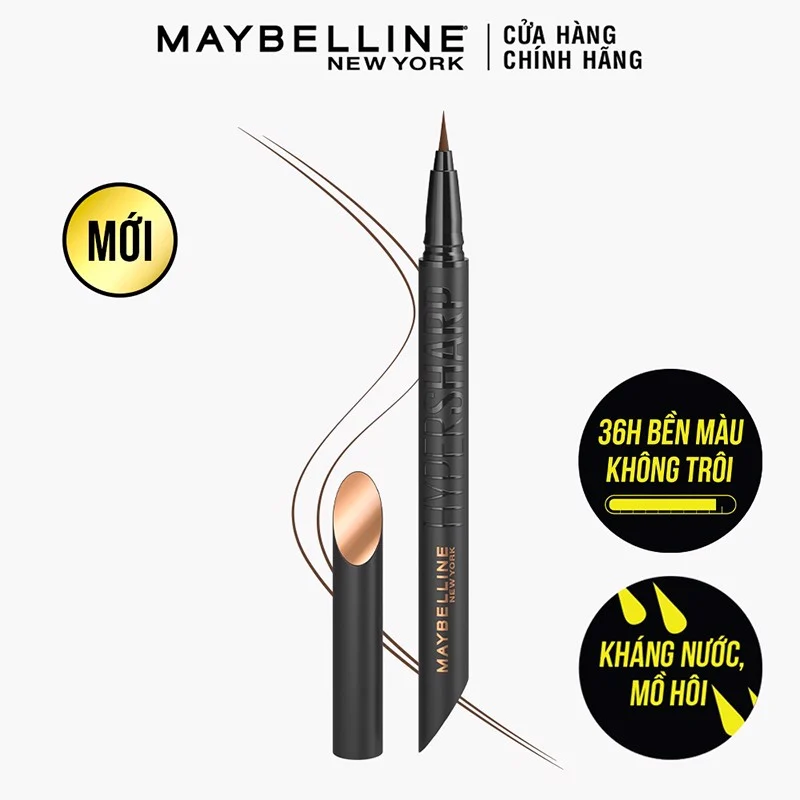 MAYBELLINE
NEW YORK
CỬA HÀNG
CHÍNH HÃNG
MỚI
HYPERSHARP
MAYBELLINE
NEW YORK
36H BỀN MÀU
KHÔNG TRÔI
KHÁNG NƯỚC,
MỒ HÔI